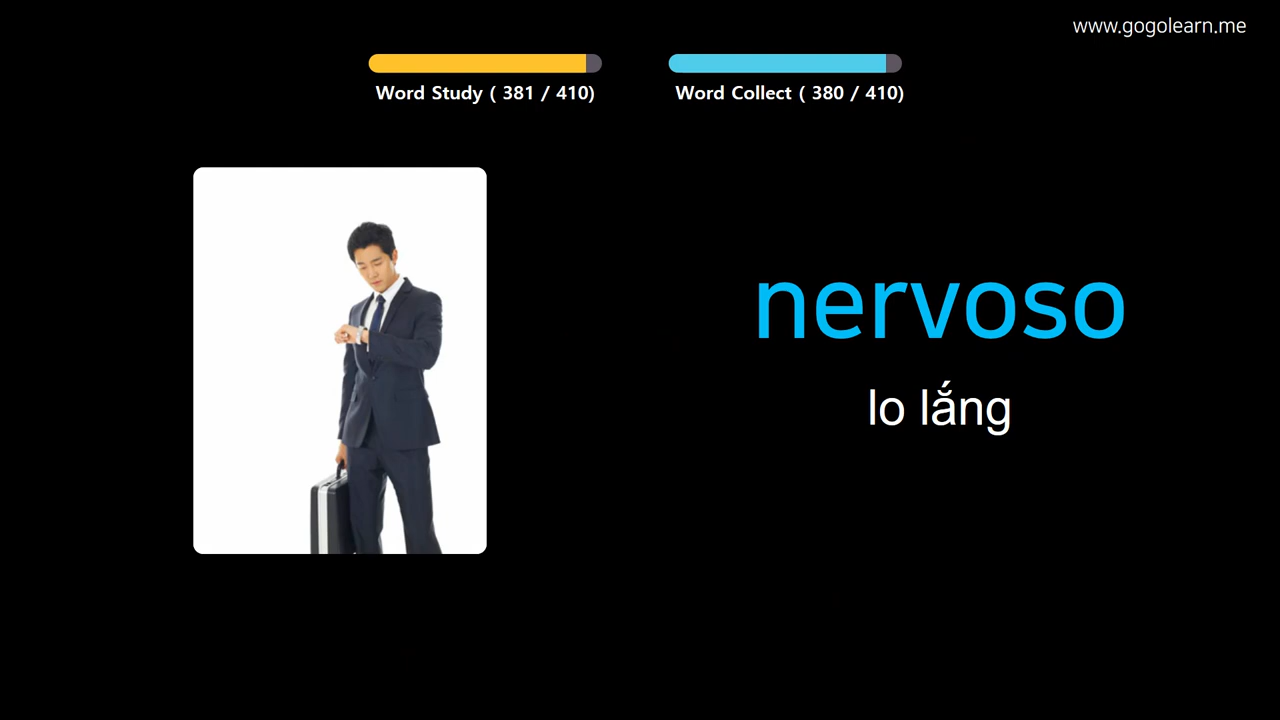 www.gogolearn.me
Word Study ( 381 / 410)
Word Collect ( 380 / 410)
nervoso
lo lắng